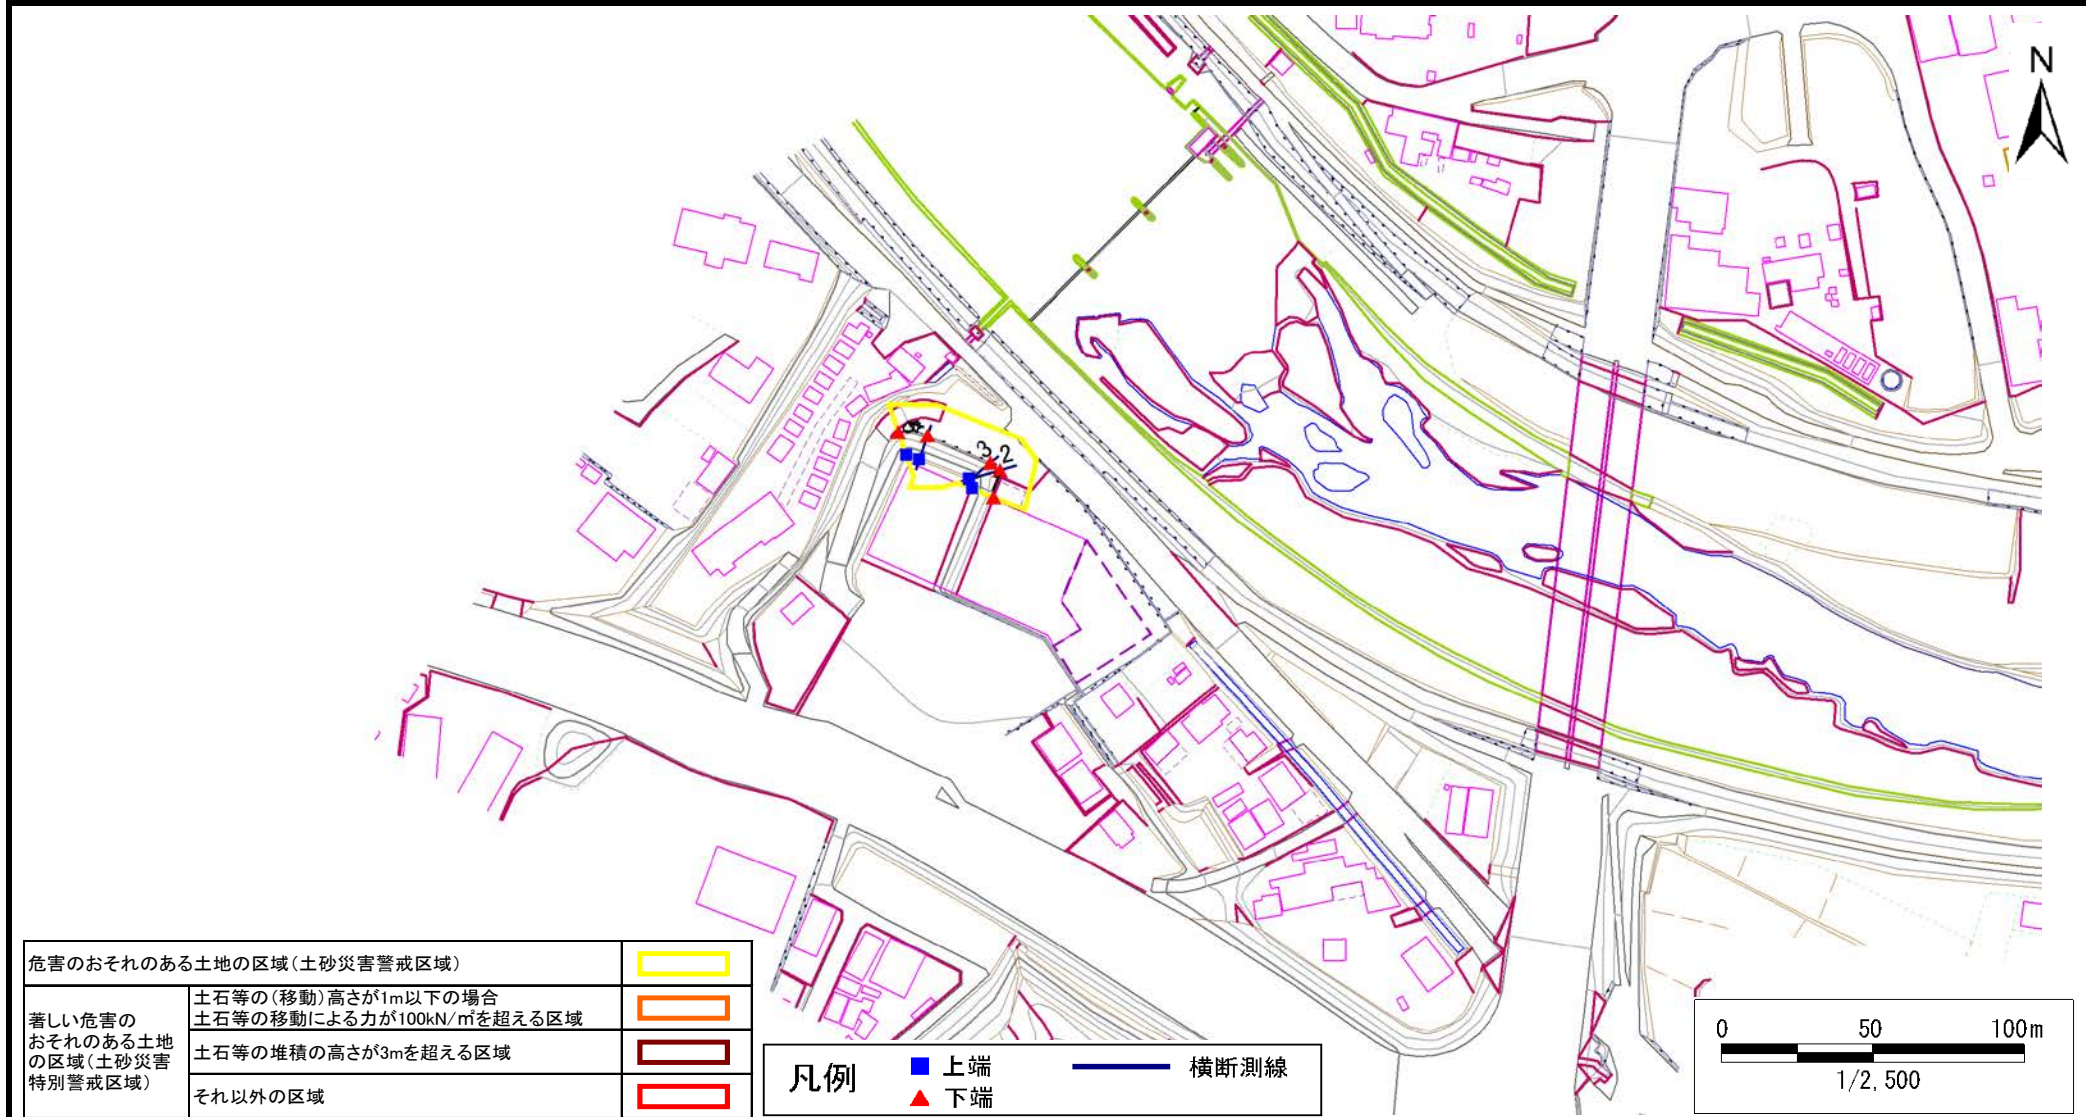 N
3
2
危害のおそれのある土地の区域(土砂災害警戒区域)
著しい危害の
おそれのある土地
の区域(土砂災害
特別警戒区域)
土石等の(移動)高さが1m以下の場合
土石等の移動による力が100kN/㎡を超える区域
土石等の堆積の高さが3mを超える区域
それ以外の区域
凡例
上端
下端
横断測線
0 50 100m
1/2,500